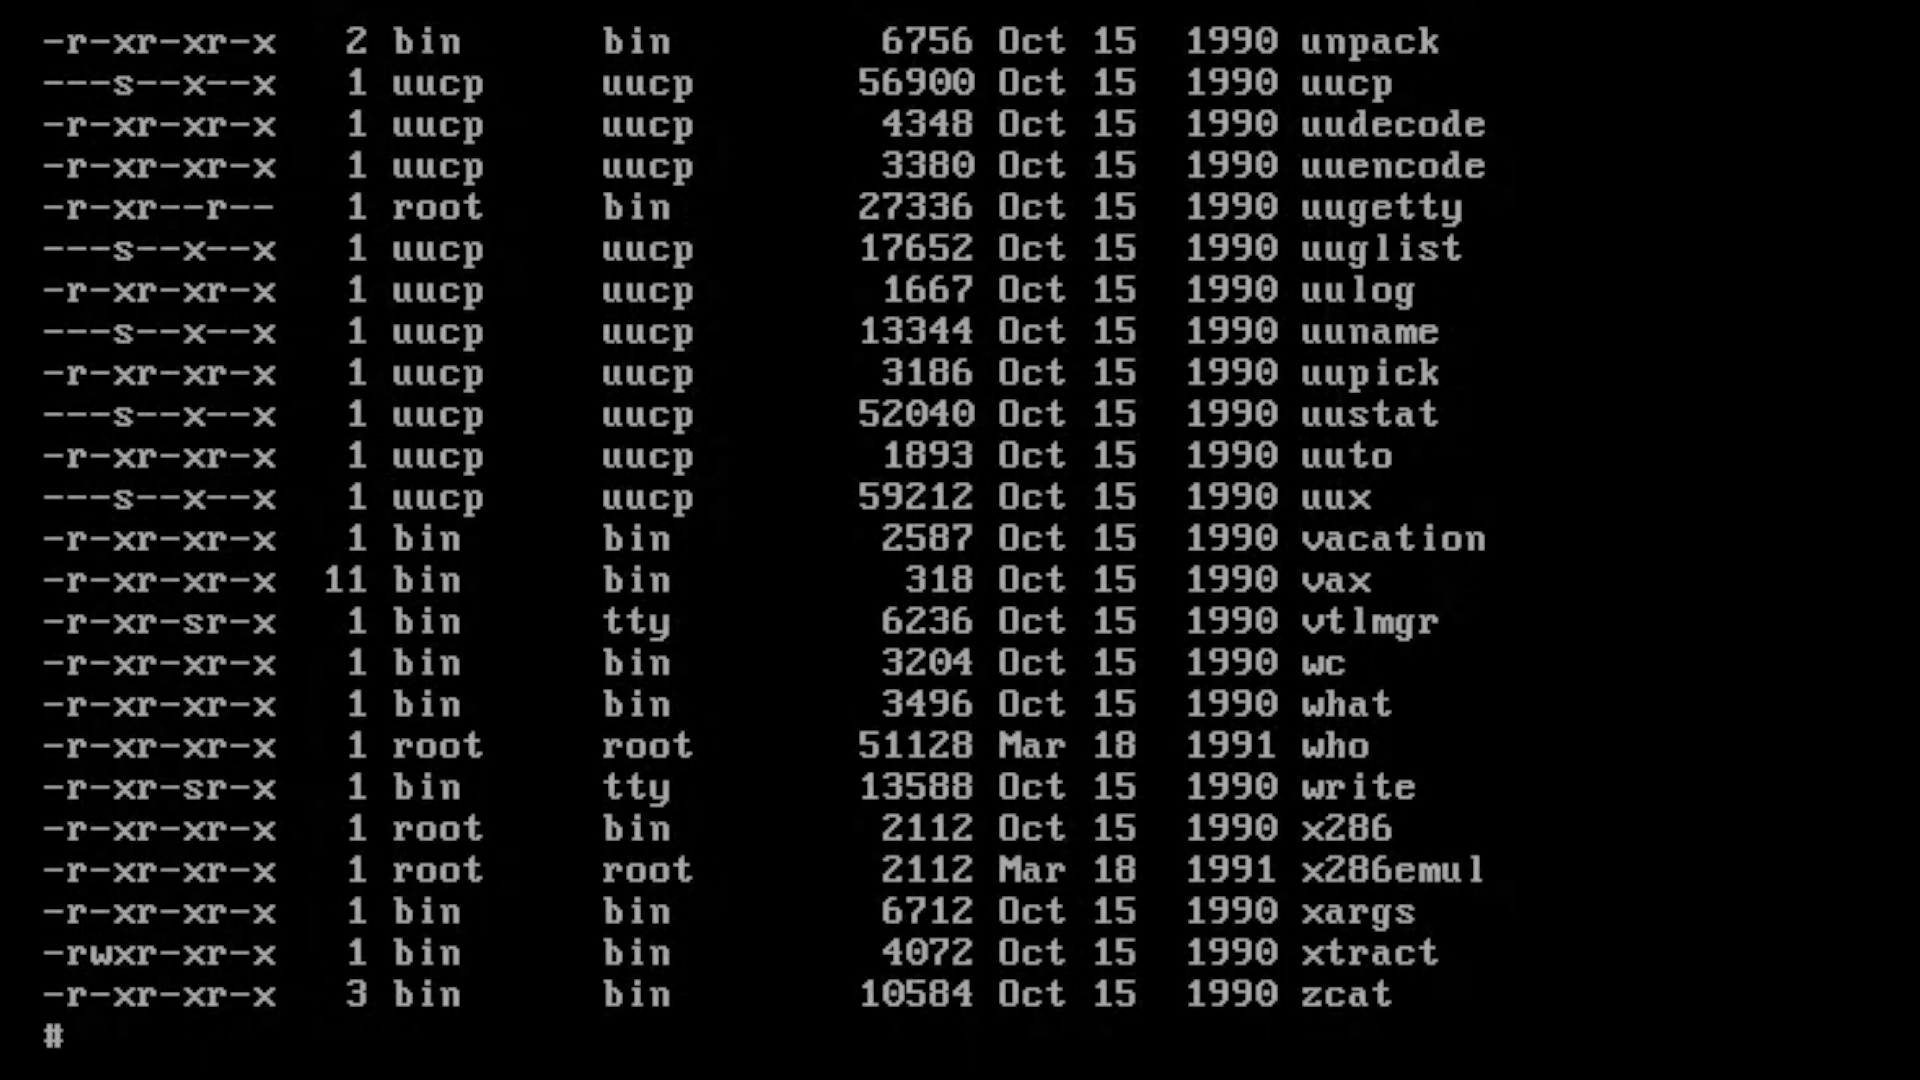 -r-xr-xr-x   2 bin      bin         6756 Oct 15  1990 unpack
---s--x--x   1 uucp     uucp       56900 Oct 15  1990 uucp
-r-xr-xr-x   1 uucp     uucp        4348 Oct 15  1990 uudecode
-r-xr-xr-x   1 uucp     uucp        3380 Oct 15  1990 uuencode
-r-xr--r--   1 root     bin        27336 Oct 15  1990 uugetty
---s--x--x   1 uucp     uucp       17652 Oct 15  1990 uuglist
-r-xr-xr-x   1 uucp     uucp        1667 Oct 15  1990 uulog
---s--x--x   1 uucp     uucp       13344 Oct 15  1990 uuname
-r-xr-xr-x   1 uucp     uucp        3186 Oct 15  1990 uupick
---s--x--x   1 uucp     uucp       52040 Oct 15  1990 uustat
-r-xr-xr-x   1 uucp     uucp        1893 Oct 15  1990 uuto
---s--x--x   1 uucp     uucp       59212 Oct 15  1990 uux
-r-xr-xr-x   1 bin      bin         2587 Oct 15  1990 vacation
-r-xr-xr-x  11 bin      bin          318 Oct 15  1990 vax
-r-xr-sr-x   1 bin      tty         6236 Oct 15  1990 vtlmgr
-r-xr-xr-x   1 bin      bin         3204 Oct 15  1990 wc
-r-xr-xr-x   1 bin      bin         3496 Oct 15  1990 what
-r-xr-xr-x   1 root     root       51128 Mar 18  1991 who
-r-xr-sr-x   1 bin      tty        13588 Oct 15  1990 write
-r-xr-xr-x   1 root     bin         2112 Oct 15  1990 x286
-r-xr-xr-x   1 root     root        2112 Mar 18  1991 x286emul
-r-xr-xr-x   1 bin      bin         6712 Oct 15  1990 xargs
-rwxr-xr-x   1 bin      bin         4072 Oct 15  1990 xtract
-r-xr-xr-x   3 bin      bin        10584 Oct 15  1990 zcat
#